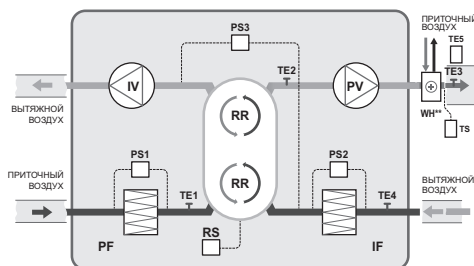 PS3
ПРИТОЧНЫЙ
ВОЗДУХ
TE5
IV
TE2
PV
TE3
ВЫТЯЖНОЙ
ВОЗДУХ
RR
WH**
TS
ПРИТОЧНЫЙ
ВОЗДУХ
PS1
PS2
ВЫТЯЖНОЙ
ВОЗДУХ
RR
TE1
TE4
PF
RS
IF